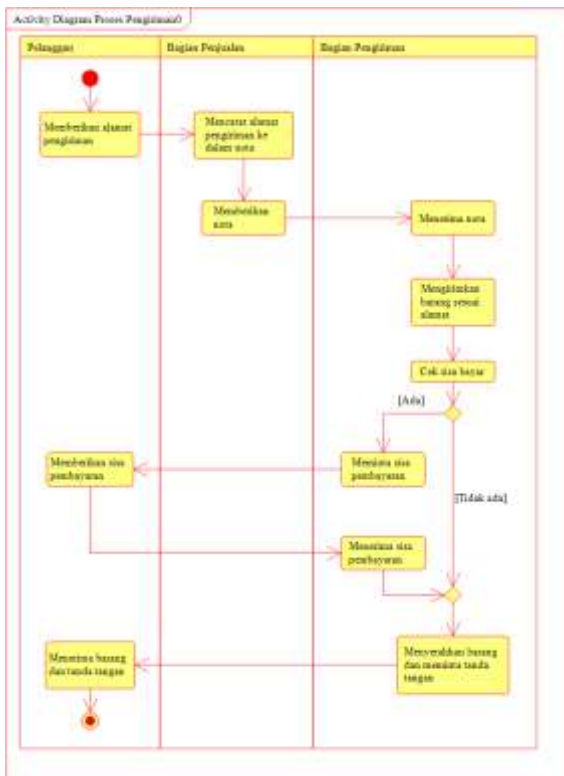 Activity Diagram Proses Pengiriman0
Pelanggan
Bagian Penjualan
Bagian Pengiriman
Memberikan alamat
pengiriman
Mencatat alamat
pengiriman ke
dalam nota
Memberikan
nota
Menerima nota
Mengirimkan
barang sesuai
alamat
Cek sisa bayar
[Ada]
Memberikan sisa
pembayaran
Meminta sisa
pembayaran
[Tidak ada]
Menerima sisa
pembayaran
Menerima barang
dan tanda tangan
Menyerahkan barang
dan meminta tanda
tangan